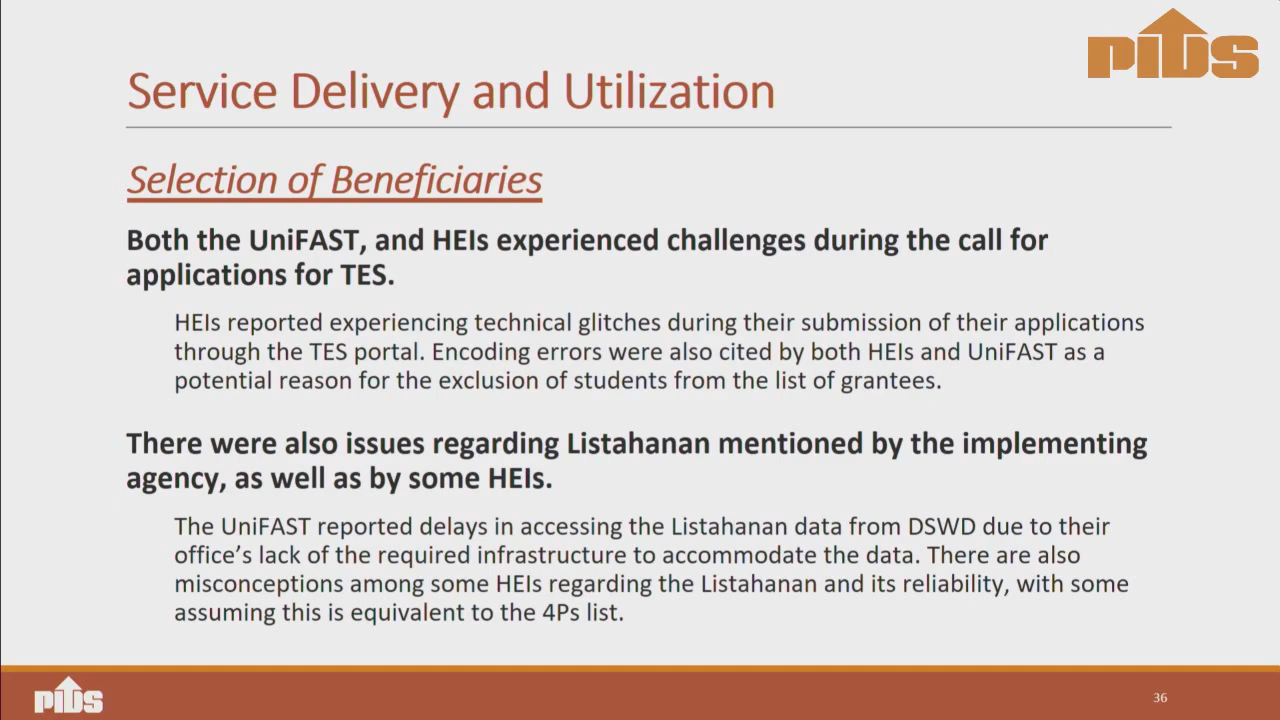 PIDS
Service Delivery and Utilization
Selection of Beneficiaries
Both the UniFAST, and HEIs experienced challenges during the call for
applications for TES.
HEIs reported experiencing technical glitches during their submission of their applications
through the TES portal. Encoding errors were also cited by both HEIs and UniFAST as a
potential reason for the exclusion of students from the list of grantees.
There were also issues regarding Listahanan mentioned by the implementing
agency, as well as by some HEIs.
The UniFAST reported delays in accessing the Listahanan data from DSWD due to their
office’s lack of the required infrastructure to accommodate the data. There are also
misconceptions among some HEIs regarding the Listahanan and its reliability, with some
assuming this is equivalent to the 4Ps list.
PIDS
36